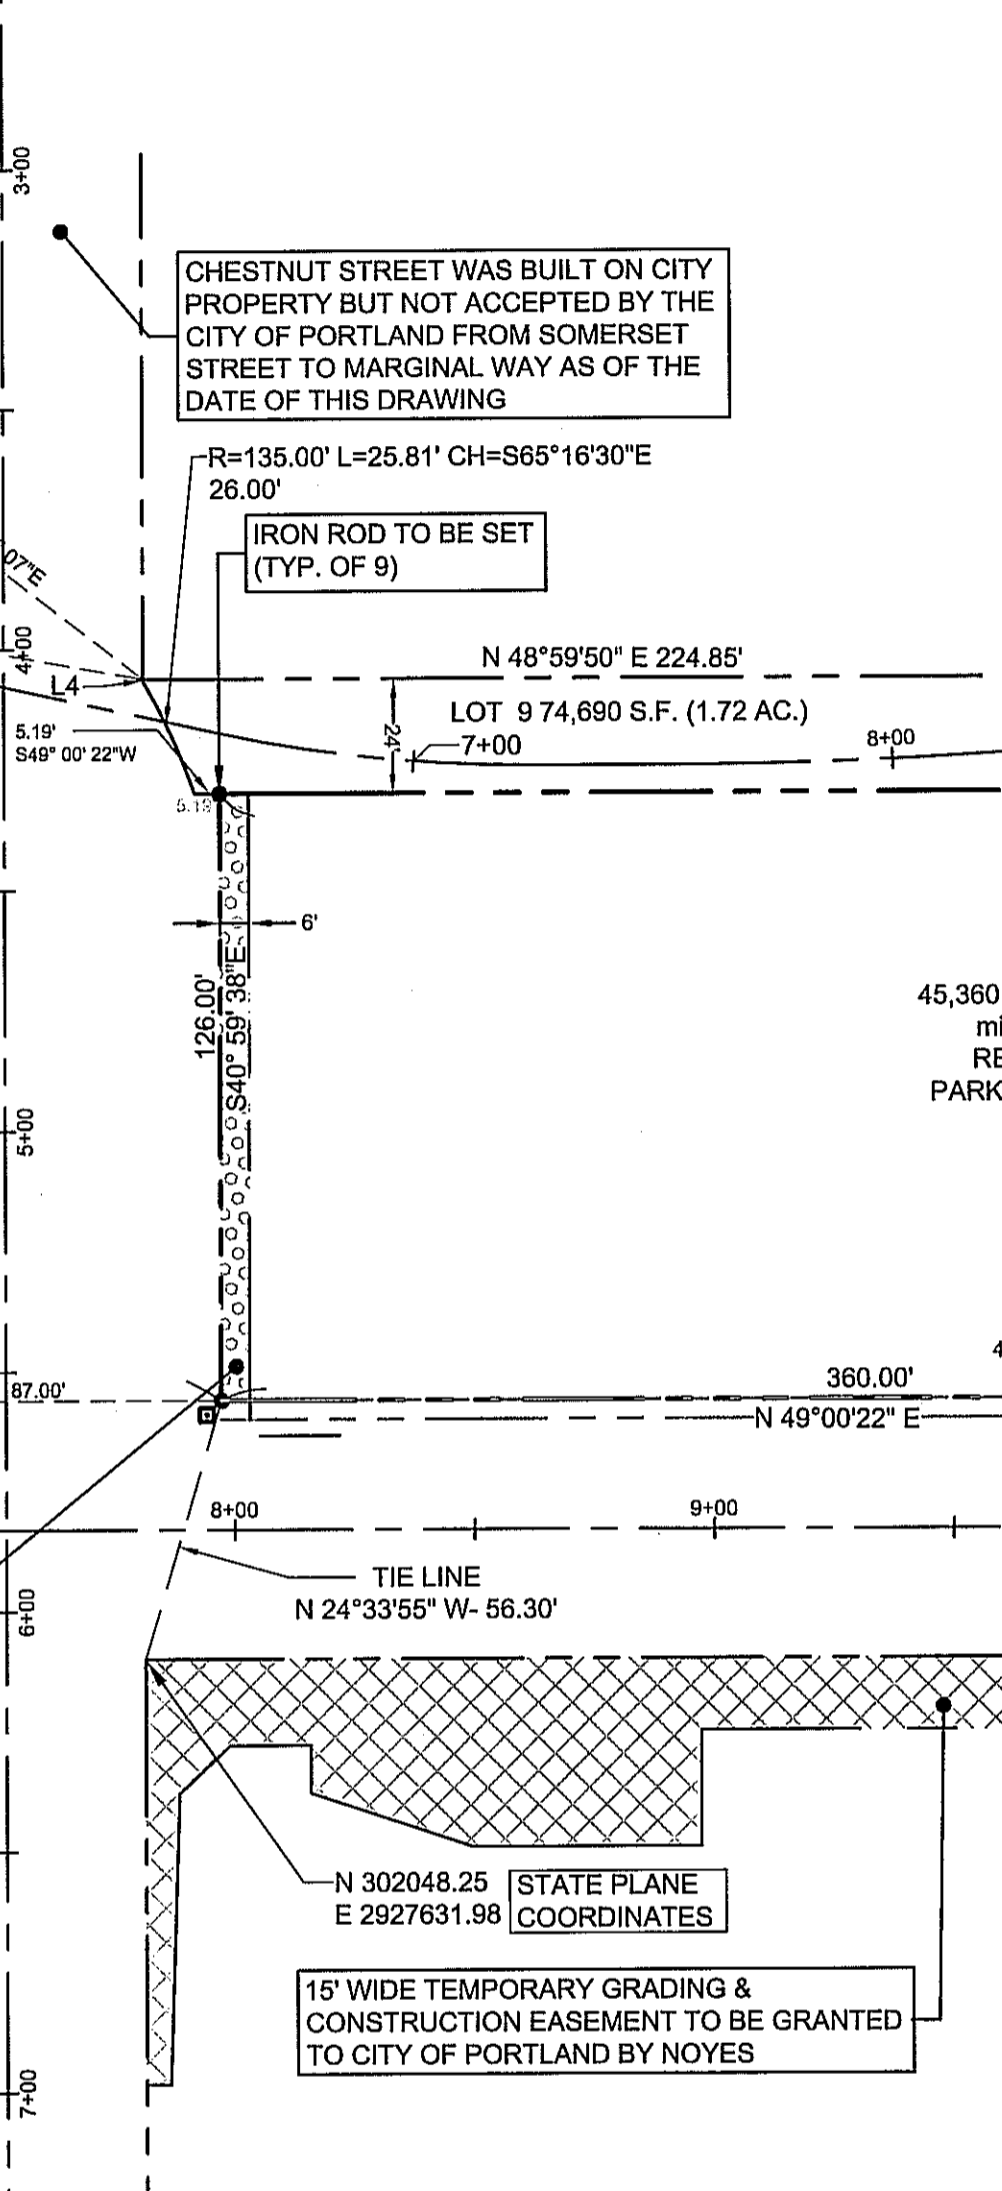 3+00
CHESTNUT STREET WAS BUILT ON CITY
PROPERTY BUT NOT ACCEPTED BY THE
CITY OF PORTLAND FROM SOMERSET
STREET TO MARGINAL WAY AS OF THE
DATE OF THIS DRAWING
R=135.00' L=25.81' CH=S65°16'30"E
26.00'
IRON ROD TO BE SET
(TYP. OF 9)
07"E
4+00
L4
N 48°59'50" E 224.85'
LOT 9 74,690 S.F. (1.72 AC.)
24'
7+00
8+00
5.19'
S49° 00' 22"W
5.19
6'
126.00'
S40° 59' 38"E
45,360
mi
RE
PARK
5+00
4
87.00'
360.00'
N 49°00'22" E
8+00
9+00
TIE LINE
N 24°33'55" W- 56.30'
6+00
N 302048.25
E 2927631.98
STATE PLANE
COORDINATES
15' WIDE TEMPORARY GRADING &
CONSTRUCTION EASEMENT TO BE GRANTED
TO CITY OF PORTLAND BY NOYES
7+00